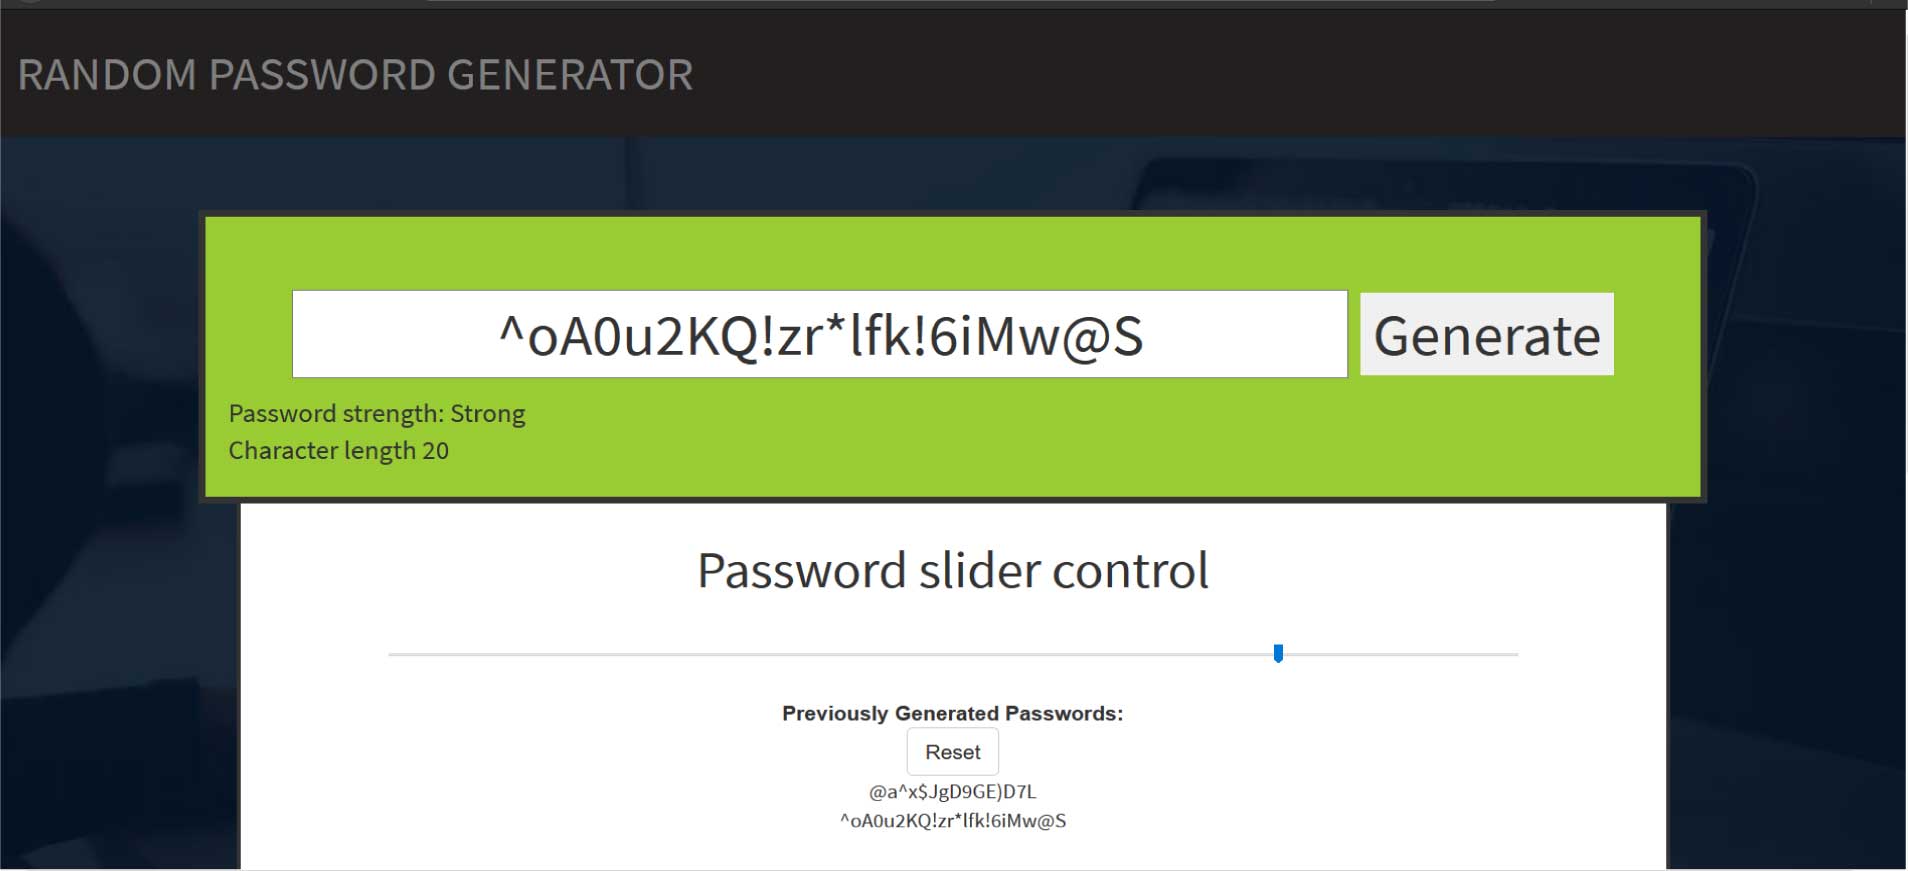 RANDOM PASSWORD GENERATOR
^oA0u2KQ!zr*lfk!6iMw@S
Generate
Password strength: Strong
Character length 20
Password slider control
Previously Generated Passwords:
Reset
@a^x$JgD9GE)D7L
^oA0u2KQ!zr*lfk!6iMw@S